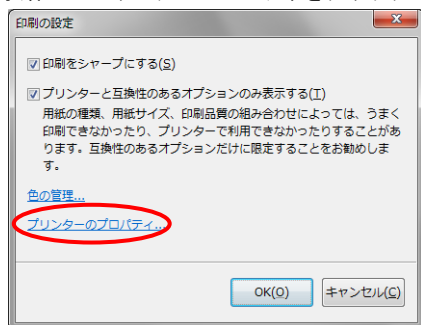 印刷の設定
印刷をシャープにする(S)
プリンターと互換性のあるオプションのみ表示する(I)
用紙の種類、用紙サイズ、印刷品質の組み合わせによっては、うまく
印刷できなかったり、プリンターで利用できなかったりすることがあ
ります。互換性のあるオプションだけに限定することをお勧めしま
す。
色の管理...
プリンターのプロパティ...
OK(O)
キャンセル(C)